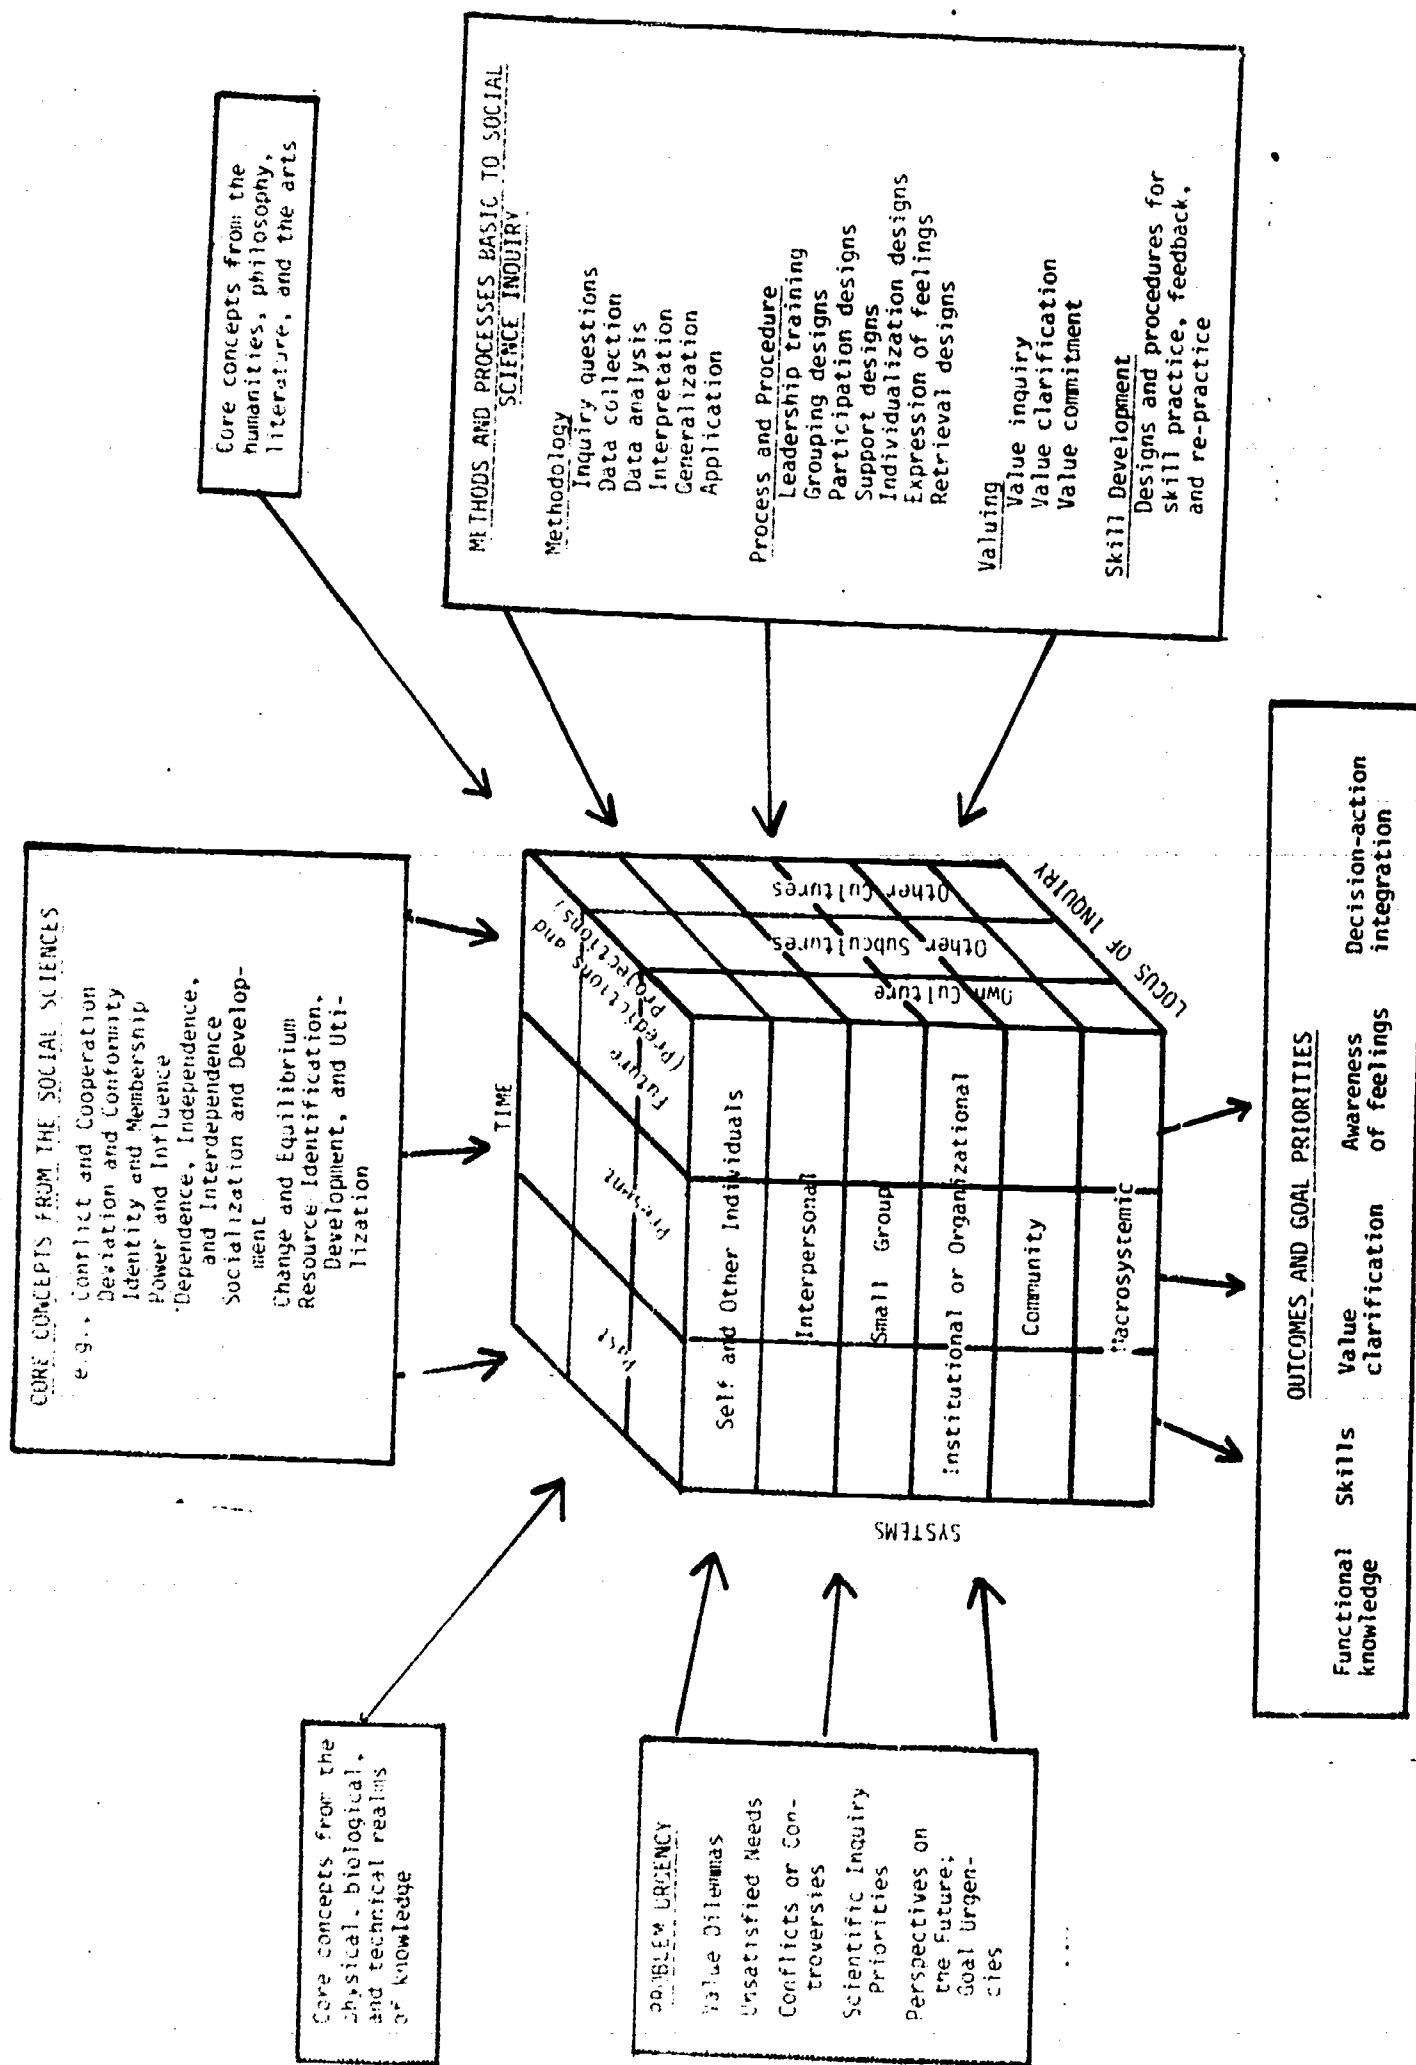 Core concepts from the
physical, biological,
and technical realms
of knowledge
CORE CONCEPTS FROM THE SOCIAL SCIENCES
e.g., Conflict and Cooperation
Deviation and Conformity
Identity and Membership
Power and Influence
Dependence, Independence,
and Interdependence
Socialization and Develop-
ment
Change and Equilibrium
Resource Identification,
Development, and Uti-
lization
Core concepts from the
humanities, philosophy,
literature, and the arts
PROBLEM URGENCY
Value Dilemmas
Unsatisfied Needs
Conflicts or Con-
troversies
Scientific Inquiry
Priorities
Perspectives on
the Future;
Goal Urgen-
cies
TIME
Past
Present
Future
(Predictions and
projections)
SYSTEMS
Self and Other Individuals
Interpersonal
Small Group
Institutional or Organizational
Community
Macrosystemic
Own Culture
Other Subcultures
Other Cultures
LOCUS OF INQUIRY
METHODS AND PROCESSES BASIC TO SOCIAL
SCIENCE INQUIRY
Methodology
Inquiry questions
Data collection
Data analysis
Interpretation
Generalization
Application
Process and Procedure
Leadership training
Grouping designs
Participation designs
Support designs
Individualization designs
Expression of feelings
Retrieval designs
Valuing
Value inquiry
Value clarification
Value commitment
Skill Development
Designs and procedures for
skill practice, feedback,
and re-practice
OUTCOMES AND GOAL PRIORITIES
Functional
knowledge
Skills
Value
clarification
Awareness
of feelings
Decision-action
integration